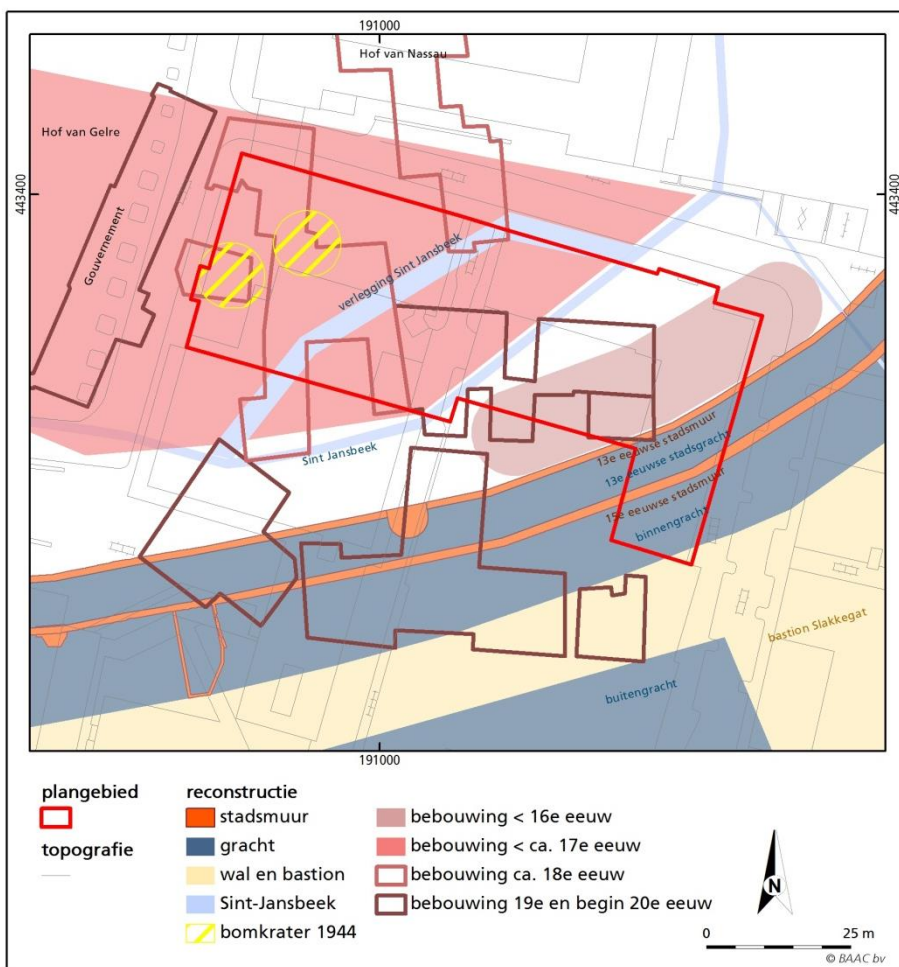 191000
Hof van Nassau
Hof van Gelre
443400
443400
Gouvernement
verlegging Sint Jansbeek
Sint Jansbeek
13e eeuwse stadsmuur
13e eeuwse stadsgracht
15e eeuwse stadsmuur
binnengracht
bastion Slakkegat
buitengracht
191000
plangebied
topografie
reconstructie
stadsmuur
gracht
wal en bastion
Sint-Jansbeek
bomkrater 1944
bebouwing < 16e eeuw
bebouwing < ca. 17e eeuw
bebouwing ca. 18e eeuw
bebouwing 19e en begin 20e eeuw
N
0 25 m
© BAAC bv